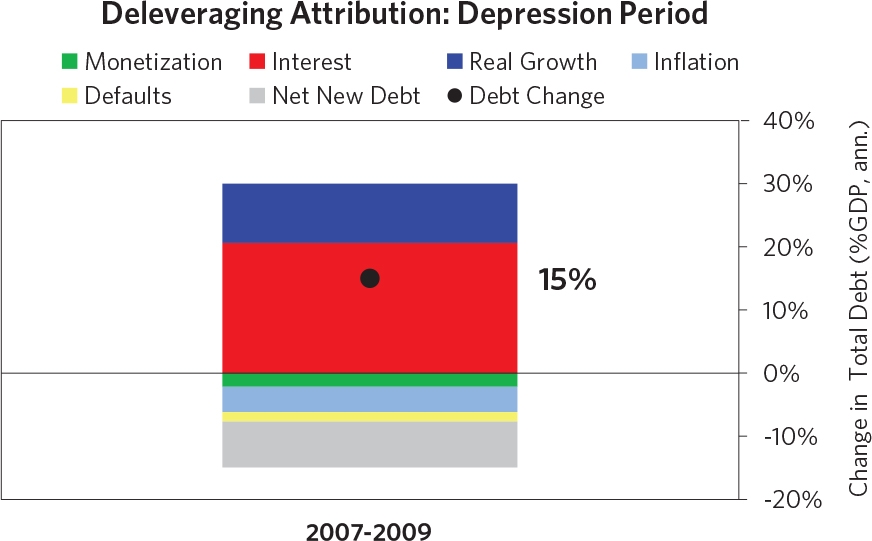 Deleveraging Attribution: Depression Period
Monetization Interest Real Growth Inflation
Defaults Net New Debt Debt Change
40%
30%
20%
15%
10%
0%
-10%
-20%
Change in Total Debt (%GDP, ann.)
2007-2009